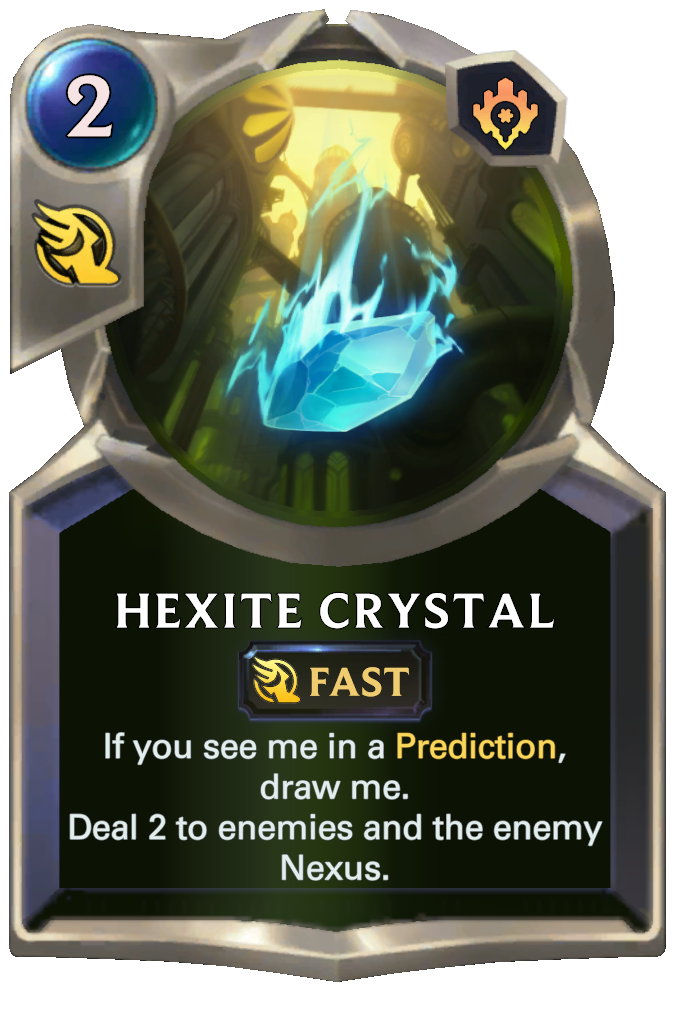 2
HEXITE CRYSTAL
FAST
If you see me in a Prediction,
draw me.
Deal 2 to enemies and the enemy
Nexus.